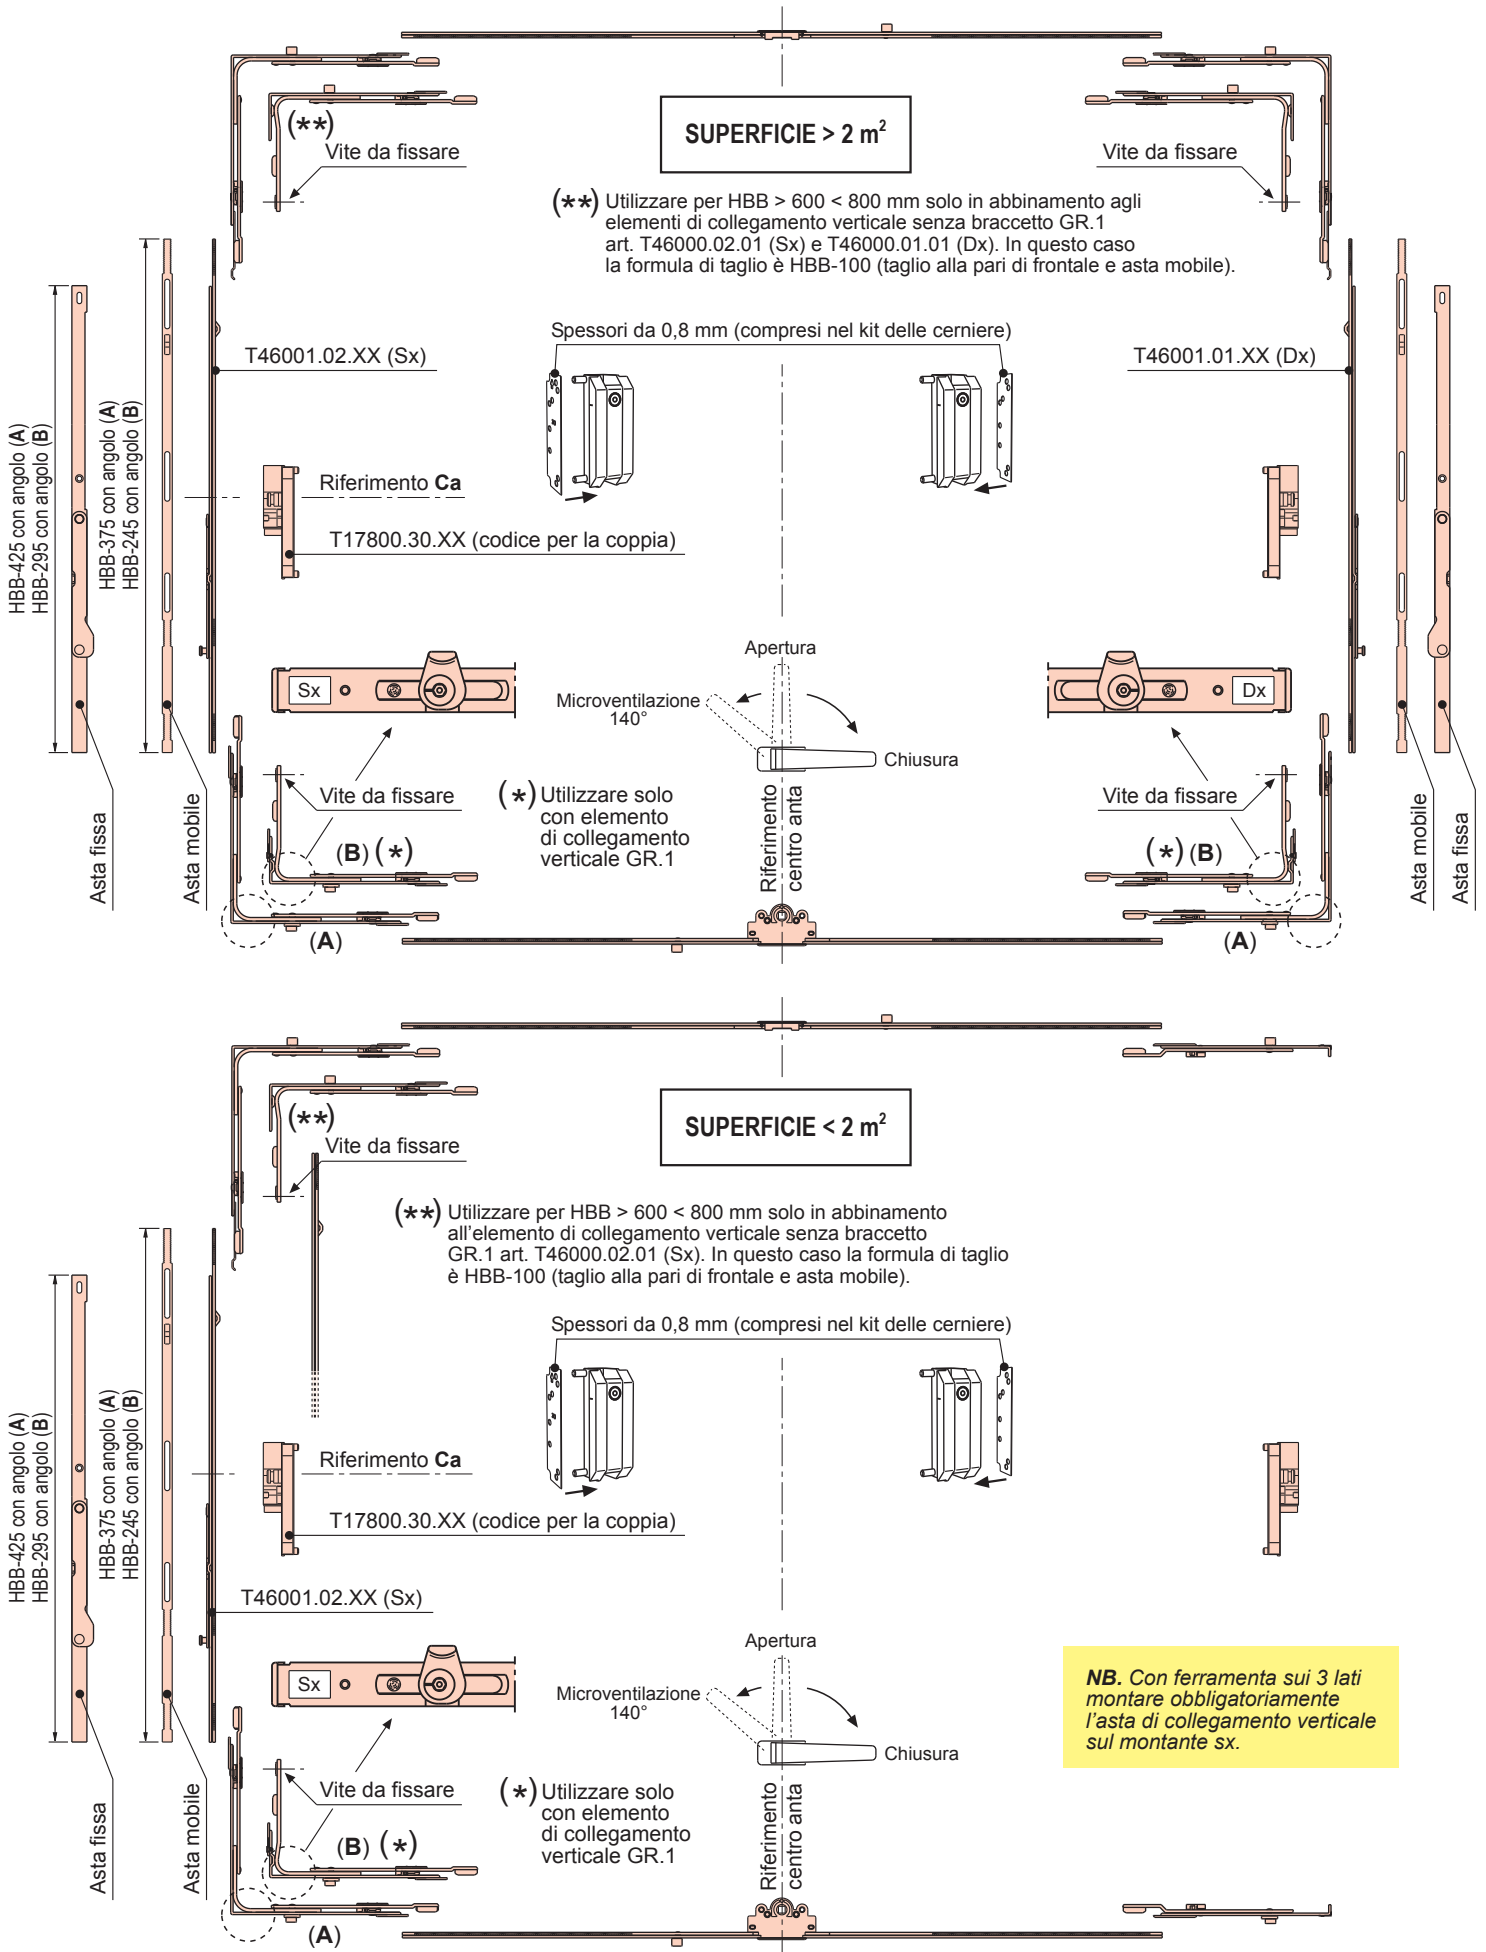 SUPERFICIE > 2 m²
(**)
Vite da fissare
Vite da fissare
(**) Utilizzare per HBB > 600 < 800 mm solo in abbinamento agli
elementi di collegamento verticale senza braccetto GR.1
art. T46000.02.01 (Sx) e T46000.01.01 (Dx). In questo caso
la formula di taglio è HBB-100 (taglio alla pari di frontale e asta mobile).
Spessori da 0,8 mm (compresi nel kit delle cerniere)
T46001.02.XX (Sx)
T46001.01.XX (Dx)
HBB-425 con angolo (A)
HBB-295 con angolo (B)
HBB-375 con angolo (A)
HBB-245 con angolo (B)
Riferimento Ca
T17800.30.XX (codice per la coppia)
Apertura
Microventilazione
140°
Chiusura
Sx
Dx
Vite da fissare
Vite da fissare
(*) Utilizzare solo
con elemento
di collegamento
verticale GR.1
Riferimento
centro anta
(B) (*)
(*) (B)
(A)
(A)
Asta fissa
Asta mobile
Asta mobile
Asta fissa
SUPERFICIE < 2 m²
(**)
Vite da fissare
(**) Utilizzare per HBB > 600 < 800 mm solo in abbinamento
all'elemento di collegamento verticale senza braccetto
GR.1 art. T46000.02.01 (Sx). In questo caso la formula di taglio
è HBB-100 (taglio alla pari di frontale e asta mobile).
Spessori da 0,8 mm (compresi nel kit delle cerniere)
HBB-425 con angolo (A)
HBB-295 con angolo (B)
HBB-375 con angolo (A)
HBB-245 con angolo (B)
Riferimento Ca
T17800.30.XX (codice per la coppia)
T46001.02.XX (Sx)
Apertura
Microventilazione
140°
Chiusura
Sx
NB. Con ferramenta sui 3 lati
montare obbligatoriamente
l'asta di collegamento verticale
sul montante sx.
Vite da fissare
(*) Utilizzare solo
con elemento
di collegamento
verticale GR.1
Riferimento
centro anta
(B) (*)
(A)
Asta fissa
Asta mobile